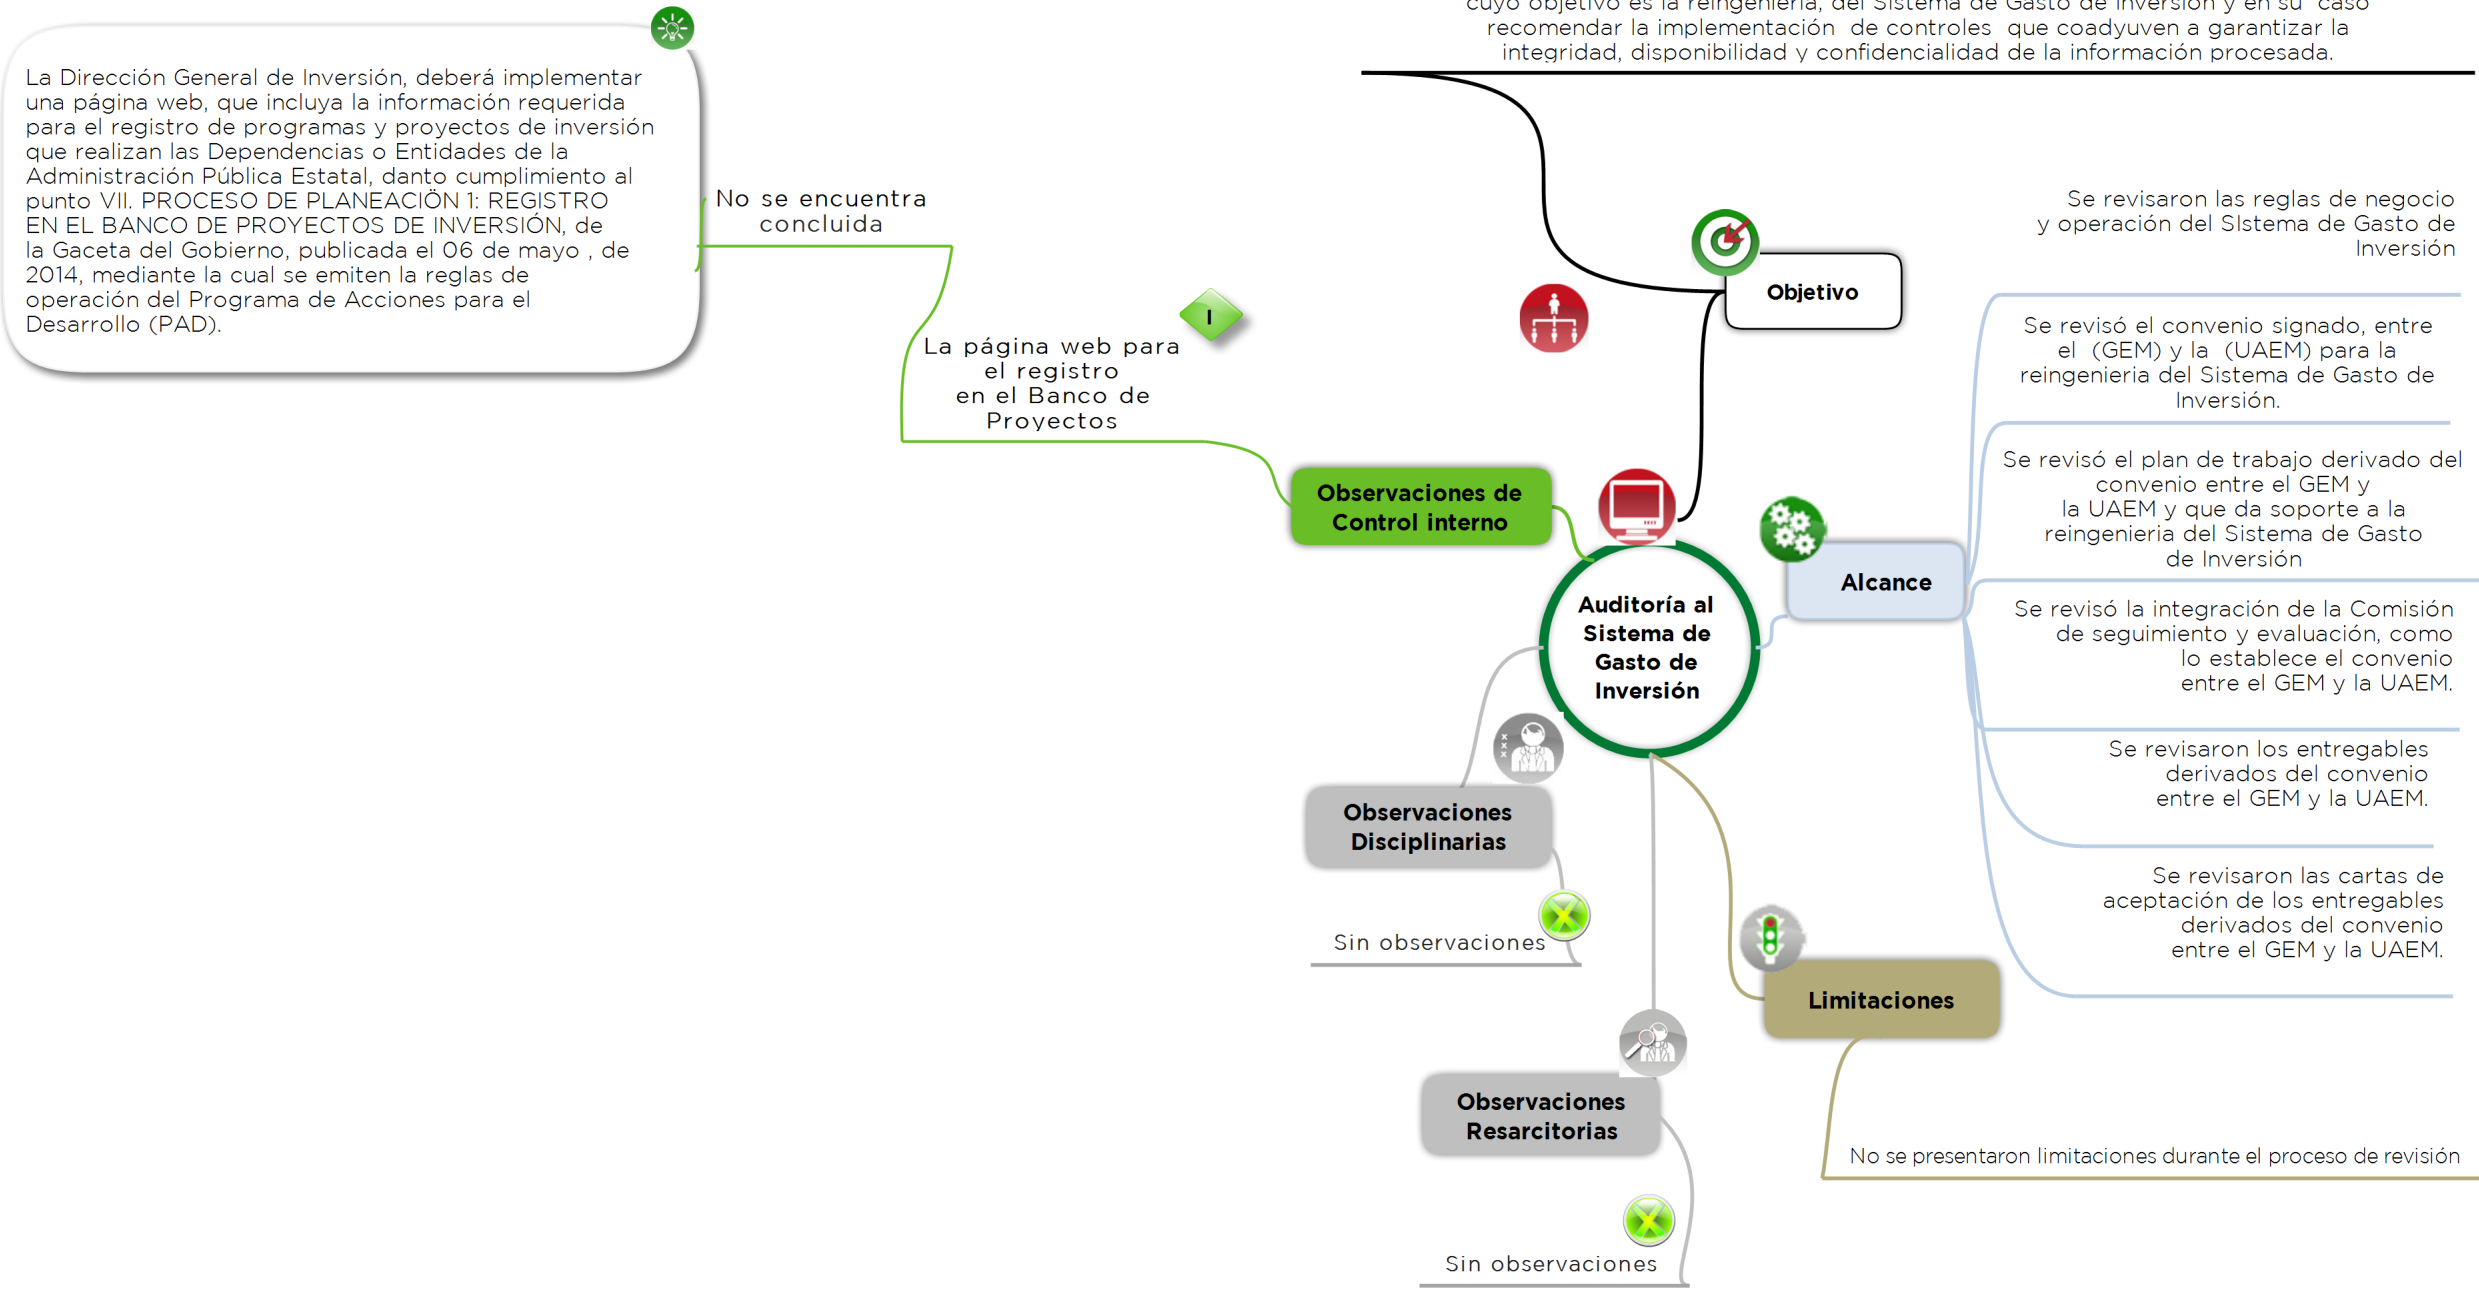 cuyo objetivo es la reingeniería, del Sistema de Gasto de Inversión y en su caso
recomendar la implementación de controles que coadyuven a garantizar la
integridad, disponibilidad y confidencialidad de la información procesada.
La Dirección General de Inversión, deberá implementar
una página web, que incluya la información requerida
para el registro de programas y proyectos de inversión
que realizan las Dependencias o Entidades de la
Administración Pública Estatal, danto cumplimiento al
punto VII. PROCESO DE PLANEACIÖN 1: REGISTRO
EN EL BANCO DE PROYECTOS DE INVERSIÓN, de
la Gaceta del Gobierno, publicada el 06 de mayo , de
2014, mediante la cual se emiten la reglas de
operación del Programa de Acciones para el
Desarrollo (PAD).
No se encuentra
concluida
I
La página web para
el registro
en el Banco de
Proyectos
Observaciones de
Control interno
Objetivo
Auditoría al
Sistema de
Gasto de
Inversión
Alcance
Se revisaron las reglas de negocio
y operación del SIstema de Gasto de
Inversión
Se revisó el convenio signado, entre
el (GEM) y la (UAEM) para la
reingenieria del Sistema de Gasto de
Inversión.
Se revisó el plan de trabajo derivado del
convenio entre el GEM y
la UAEM y que da soporte a la
reingenieria del Sistema de Gasto
de Inversión
Se revisó la integración de la Comisión
de seguimiento y evaluación, como
lo establece el convenio
entre el GEM y la UAEM.
Se revisaron los entregables
derivados del convenio
entre el GEM y la UAEM.
Se revisaron las cartas de
aceptación de los entregables
derivados del convenio
entre el GEM y la UAEM.
Observaciones
Disciplinarias
Sin observaciones
Limitaciones
No se presentaron limitaciones durante el proceso de revisión
Observaciones
Resarcitorias
Sin observaciones